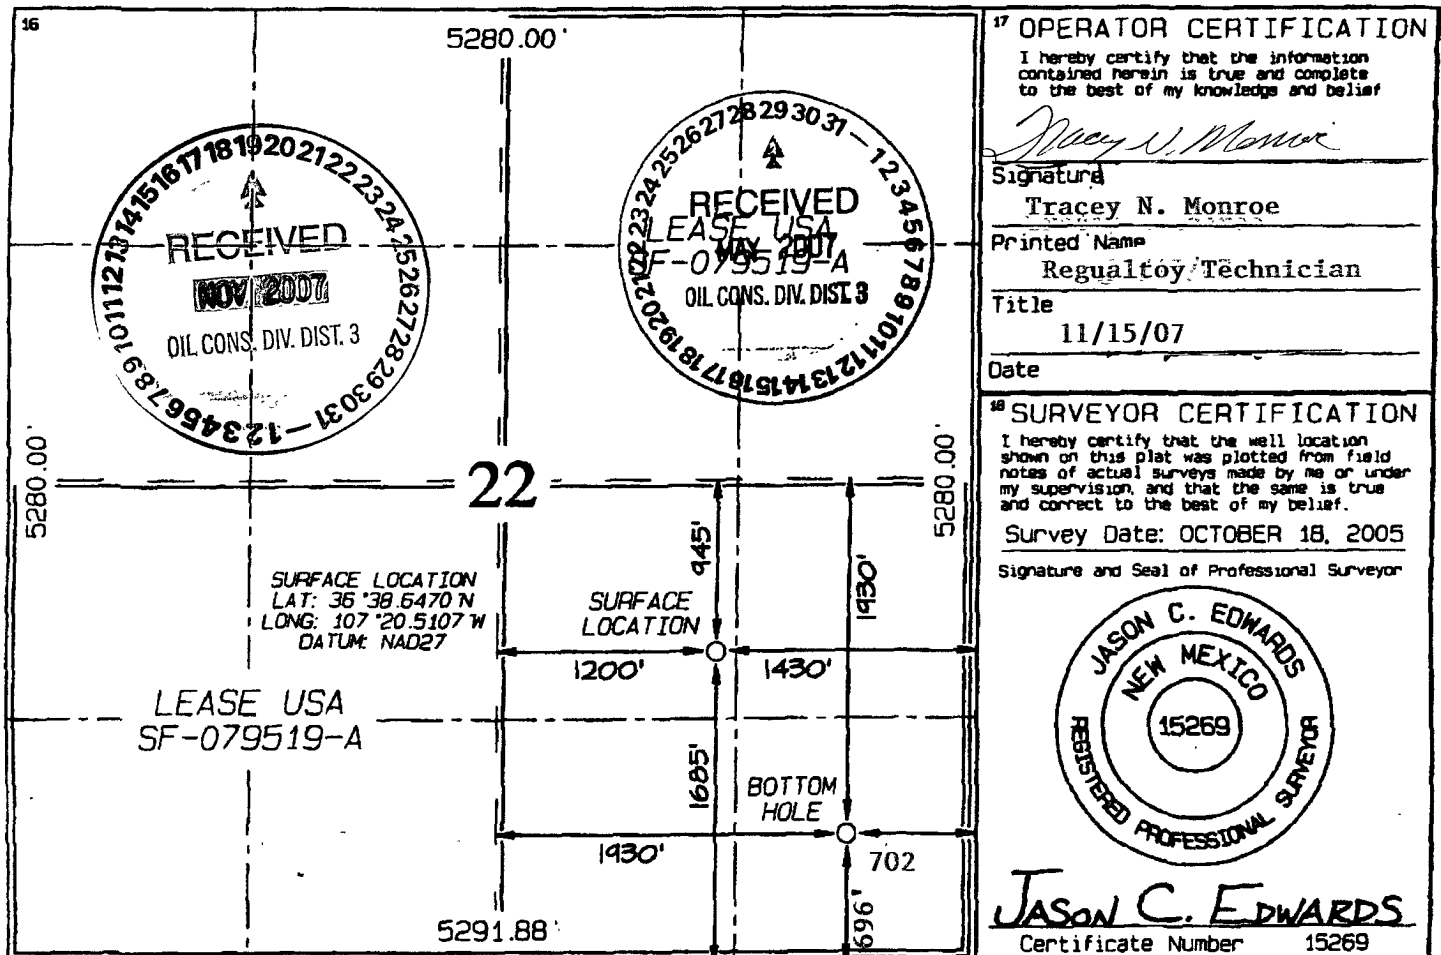 16
5280.00'
12345678910111213141516171819202122232425262728293031–
RECEIVED
NOV 2007
OIL CONS. DIV. DIST. 3
12345678910111213141516171819202122232425262728293031–
RECEIVED
LEASE USA
MAY 2007
SF-079519-A
OIL CONS. DIV. DIST. 3
5280.00'
22
5280.00'
945'
1930'
SURFACE LOCATION
LAT: 36°38.6470'N
LONG: 107°20.5107'W
DATUM: NAD27
SURFACE
LOCATION
1200'
1430'
LEASE USA
SF-079519-A
1685'
BOTTOM
HOLE
1930'
702
696'
5291.88'
17 OPERATOR CERTIFICATION
I hereby certify that the information
contained herein is true and complete
to the best of my knowledge and belief
Tracey N. Monroe
Signature
Tracey N. Monroe
Printed Name
Regualtoy Technician
Title
11/15/07
Date
18 SURVEYOR CERTIFICATION
I hereby certify that the well location
shown on this plat was plotted from field
notes of actual surveys made by me or under
my supervision, and that the same is true
and correct to the best of my belief.
Survey Date: OCTOBER 18, 2005
Signature and Seal of Professional Surveyor
JASON C. EDWARDS
NEW MEXICO
15269
REGISTERED PROFESSIONAL SURVEYOR
JASON C. EDWARDS
Certificate Number 15269